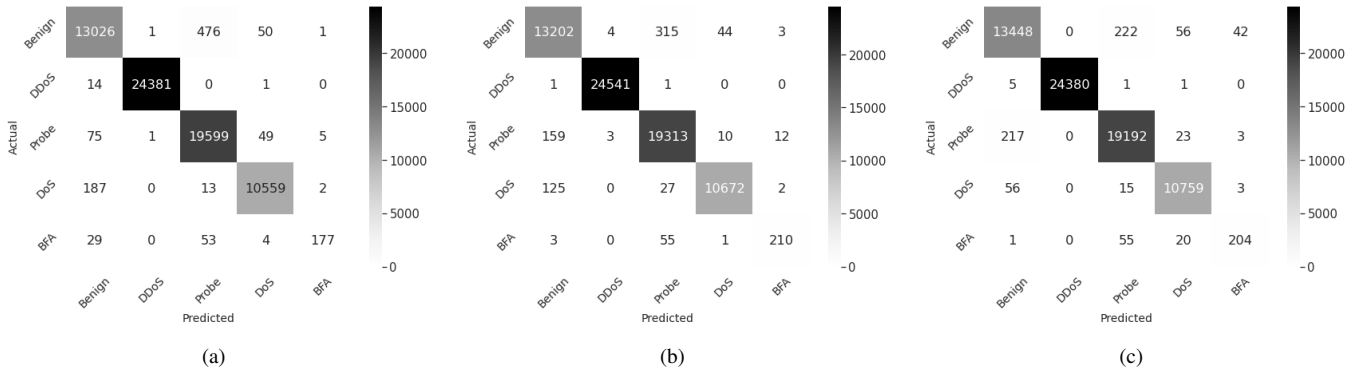 Benign 13026 1 476 50 1
DDoS 14 24381 0 1 0
Probe 75 1 19599 49 5
DoS 187 0 13 10559 2
BFA 29 0 53 4 177
Actual
Benign DDoS Probe DoS BFA
Predicted
20000
15000
10000
5000
0
(a)
Benign 13202 4 315 44 3
DDoS 1 24541 1 0 0
Probe 159 3 19313 10 12
DoS 125 0 27 10672 2
BFA 3 0 55 1 210
Actual
Benign DDoS Probe DoS BFA
Predicted
20000
15000
10000
5000
0
(b)
Benign 13448 0 222 56 42
DDoS 5 24380 1 1 0
Probe 217 0 19192 23 3
DoS 56 0 15 10759 3
BFA 1 0 55 20 204
Actual
Benign DDoS Probe DoS BFA
Predicted
20000
15000
10000
5000
0
(c)